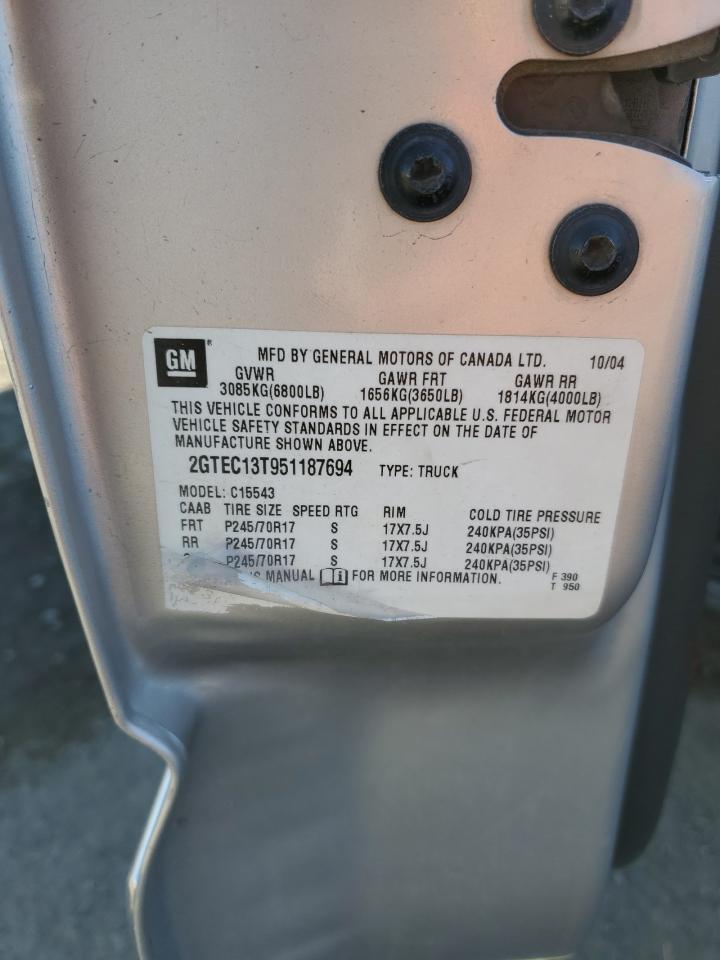 GM ® MFD BY GENERAL MOTORS OF CANADA LTD. 10/04
GVWR GAWR FRT GAWR RR
3085KG(6800LB) 1656KG(3650LB) 1814KG(4000LB)
THIS VEHICLE CONFORMS TO ALL APPLICABLE U.S. FEDERAL MOTOR
VEHICLE SAFETY STANDARDS IN EFFECT ON THE DATE OF
MANUFACTURE SHOWN ABOVE.
2GTEC13T951187694 TYPE: TRUCK
MODEL: C15543
CAAB TIRE SIZE SPEED RTG RIM COLD TIRE PRESSURE
FRT P245/70R17 S 17X7.5J 240KPA(35PSI)
RR P245/70R17 S 17X7.5J 240KPA(35PSI)
P245/70R17 S 17X7.5J 240KPA(35PSI)
MANUAL FOR MORE INFORMATION. F 390
T 950